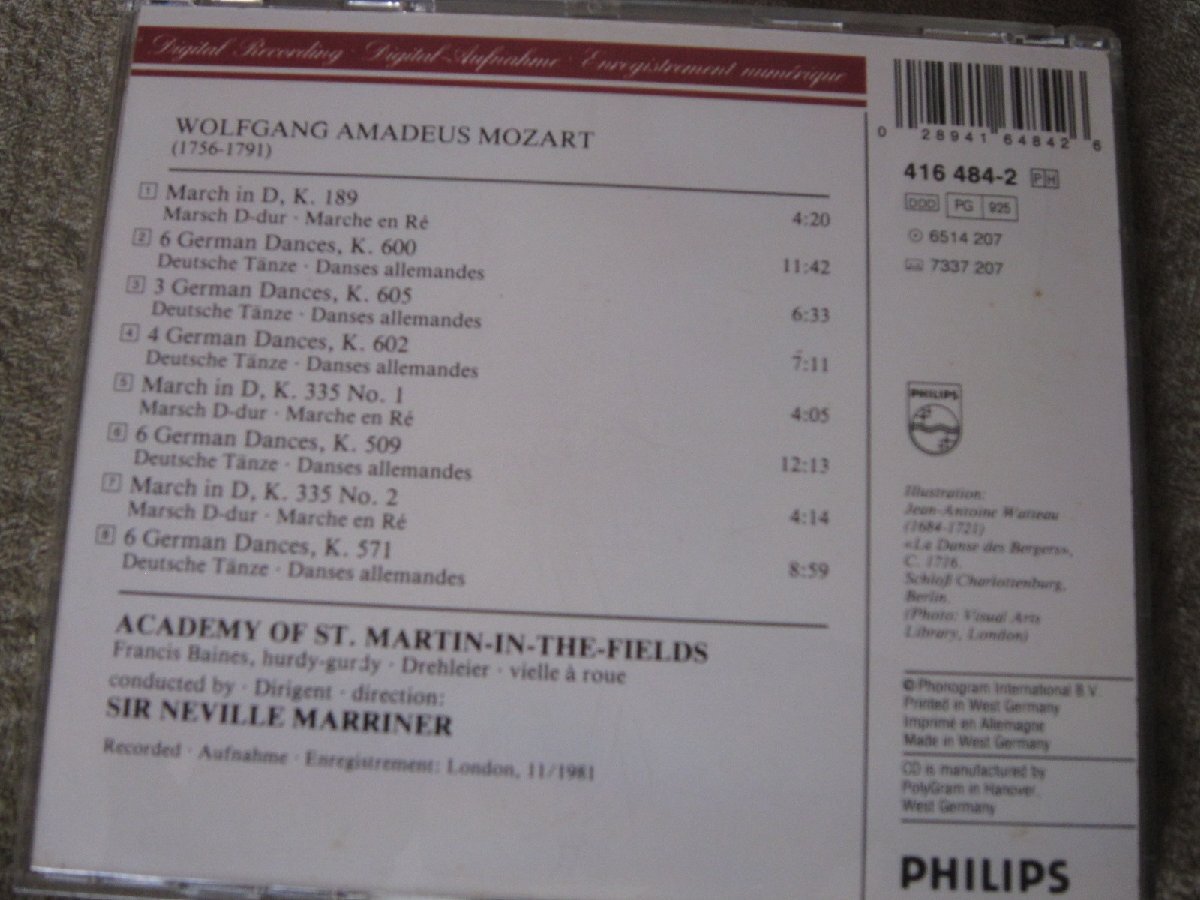 Digital Recording · Digital-Aufnahme · Enregistrement numérique
WOLFGANG AMADEUS MOZART
(1756-1791)
1 March in D, K. 189 4:20
Marsch D-dur · Marche en Ré
2 6 German Dances, K. 600 11:42
Deutsche Tänze · Danses allemandes
3 3 German Dances, K. 605 6:33
Deutsche Tänze · Danses allemandes
4 4 German Dances, K. 602 7:11
Deutsche Tänze · Danses allemandes
5 March in D, K. 335 No. 1 4:05
Marsch D-dur · Marche en Ré
6 6 German Dances, K. 509 12:13
Deutsche Tänze · Danses allemandes
7 March in D, K. 335 No. 2 4:14
Marsch D-dur · Marche en Ré
8 6 German Dances, K. 571 8:59
Deutsche Tänze · Danses allemandes
ACADEMY OF ST. MARTIN-IN-THE-FIELDS
Francis Baines, hurdy-gurdy · Drehleier · vielle à roue
conducted by · Dirigent · direction:
SIR NEVILLE MARRINER
Recorded · Aufnahme · Enregistrement: London, 11/1981
0 28941 64842 6
416 484-2 PH
DDD PG 925
6514 207
7337 207
PHILIPS
Illustration:
Jean-Antoine Watteau
(1684-1721)
«La Danse des Bergers»,
C. 1716.
Schloß Charlottenburg,
Berlin.
(Photo: Visual Arts
Library, London)
℗ Phonogram International B.V.
Printed in West Germany
Imprimé en Allemagne
Made in West Germany
CD is manufactured by
PolyGram in Hanover,
West Germany
PHILIPS